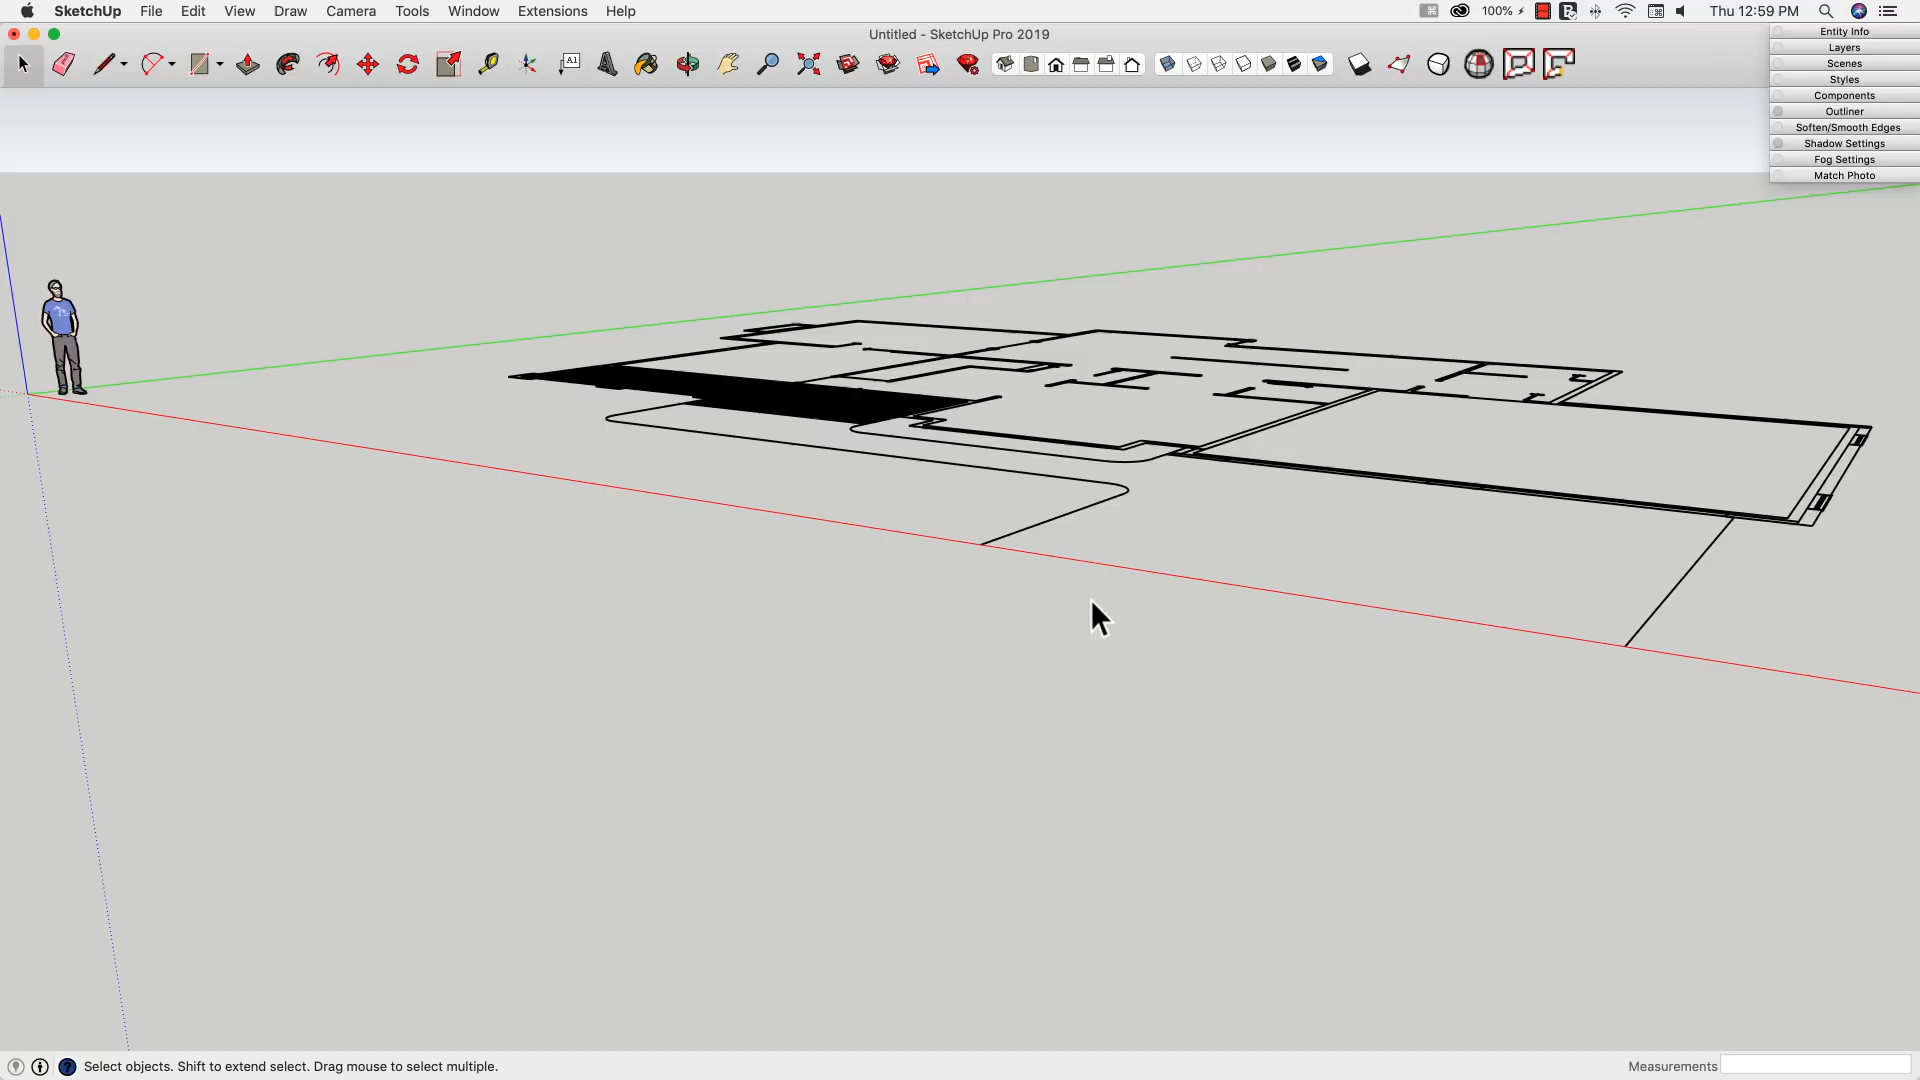 SketchUp File Edit View Draw Camera Tools Window Extensions Help 100% Thu 12:59 PM
Untitled - SketchUp Pro 2019
A1
Entity Info
Layers
Scenes
Styles
Components
Outliner
Soften/Smooth Edges
Shadow Settings
Fog Settings
Match Photo
Select objects. Shift to extend select. Drag mouse to select multiple.
Measurements